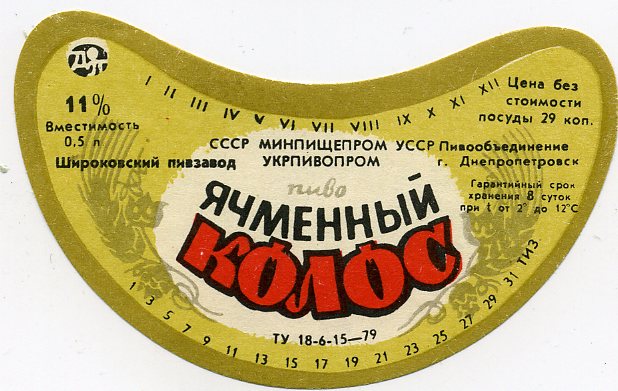 I II III IV V VI VII VIII IX X XI XII
11%
Вместимость
0,5 л
Широковский пивзавод
СССР МИНПИЩЕПРОМ УССР
УКРПИВОПРОМ
Цена без
стоимости
посуды 29 коп.
Пивообъединение
г. Днепропетровск
Гарантийный срок
хранения 8 суток
при t от 2° до 12°С
пиво
ЯЧМЕННЫЙ
КОЛОС
ТУ 18-6-15—79
1 3 5 7 9 11 13 15 17 19 21 23 25 27 29 31 ТИЗ